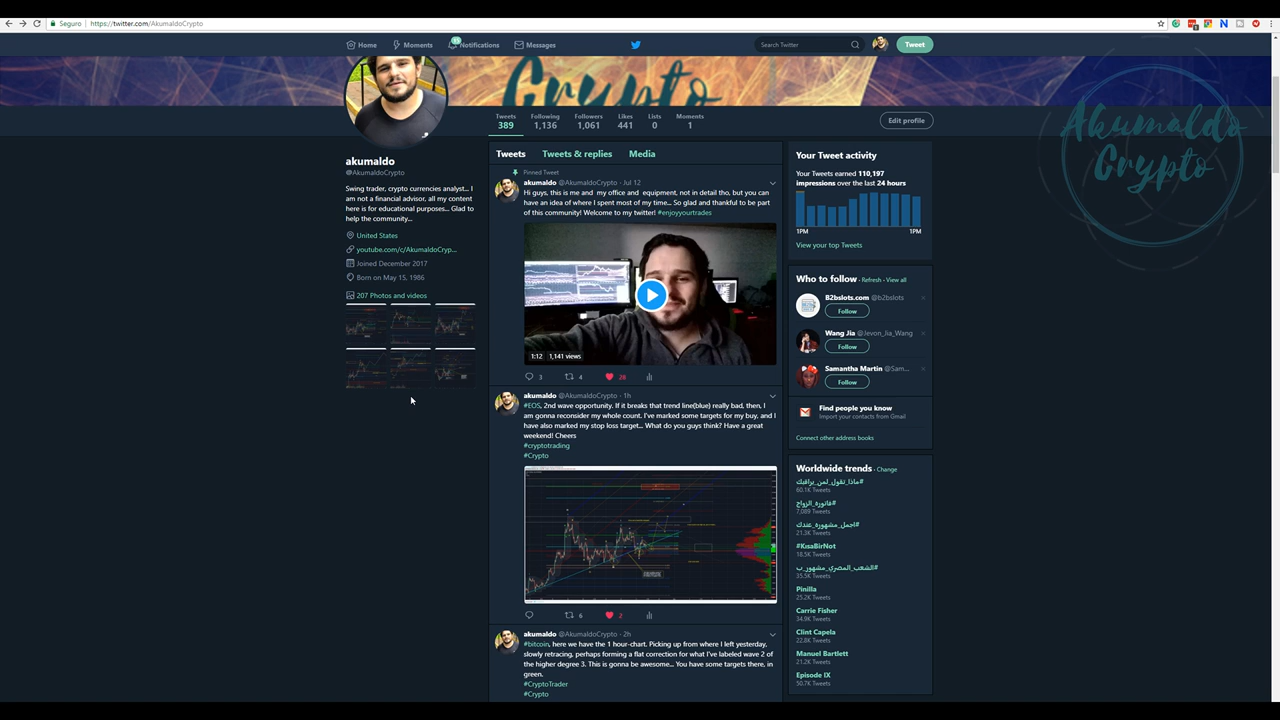 Seguro
https://twitter.com/AkumaldoCrypto
Home
Moments
15
Notifications
Messages
Search Twitter
Tweet
Crypto
Tweets
389
Following
1,136
Followers
1,061
Likes
441
Lists
0
Moments
1
Edit profile
Akumaldo
Crypto
akumaldo
@AkumaldoCrypto
Swing trader, crypto currencies analyst... I
am not a financial advisor, all my content
here is for educational purposes... Glad to
help the community...
United States
youtube.com/c/AkumaldoCryp...
Joined December 2017
Born on May 15, 1986
207 Photos and videos
Tweets
Tweets & replies
Media
Pinned Tweet
akumaldo @AkumaldoCrypto · Jul 12
Hi guys, this is me and my office and equipment, not in detail tho, but you can
have an idea of where I spent most of my time... So glad and thankful to be part
of this community! Welcome to my twitter! #enjoyyourtrades
1:12
1,141 views
3
4
28
akumaldo @AkumaldoCrypto · 1h
#EOS, 2nd wave opportunity. If it breaks that trend line(blue) really bad, then, I
am gonna reconsider my whole count. I've marked some targets for my buy, and I
have also marked my stop loss target... What do you guys think? Have a great
weekend! Cheers
#cryptotrading
#Crypto
6
2
akumaldo @AkumaldoCrypto · 2h
#bitcoin, here we have the 1 hour-chart. Picking up from where I left yesterday,
slowly retracing, perhaps forming a flat correction for what I've labeled wave 2 of
the higher degree 3. This is gonna be awesome... You have some targets there, in
green.
#CryptoTrader
#Crypto
Your Tweet activity
Your Tweets earned 110,197
impressions over the last 24 hours
1PM
1PM
View your top Tweets
Who to follow · Refresh · View all
B2bslots.com @b2bslots
Follow
Wang Jia @Jevon_Jia_Wang
Follow
Samantha Martin @Sam...
Follow
Find people you know
Import your contacts from Gmail
Connect other address books
Worldwide trends · Change
#ماذا_تقول_لمن_يراقبك
60.1K Tweets
#فاتورة_الزواج
7,089 Tweets
#اجمل_مشهوره_عندك
21.3K Tweets
#KısaBirNot
18.5K Tweets
#الشعب_المصري_مشهور_ب
35.5K Tweets
Pinilla
25.2K Tweets
Carrie Fisher
34.9K Tweets
Clint Capela
22.8K Tweets
Manuel Bartlett
21.2K Tweets
Episode IX
50.7K Tweets